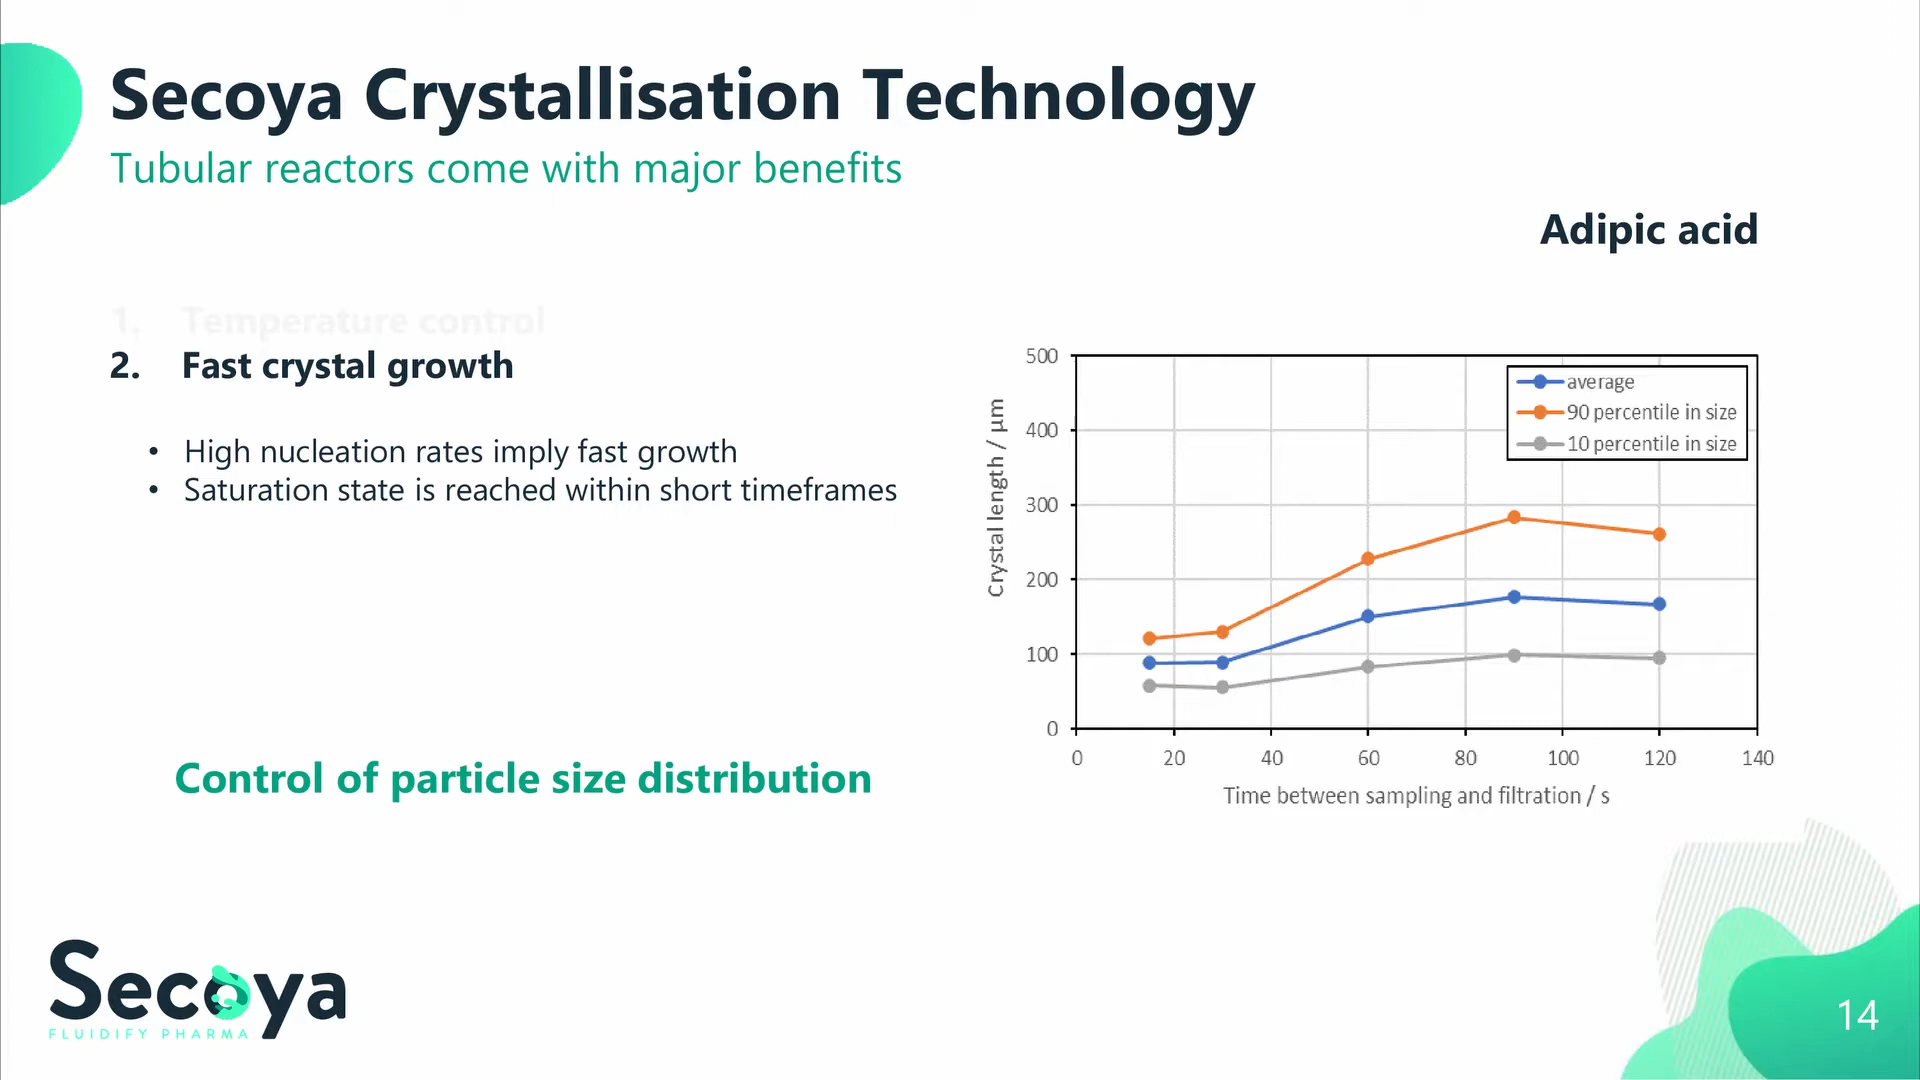 Secoya Crystallisation Technology
Tubular reactors come with major benefits
Adipic acid
1. Temperature control
2. Fast crystal growth
• High nucleation rates imply fast growth
• Saturation state is reached within short timeframes
Control of particle size distribution
500
400
300
200
100
0
Crystal length / µm
average
90 percentile in size
10 percentile in size
0 20 40 60 80 100 120 140
Time between sampling and filtration / s
Secoya
FLUIDIFY PHARMA
14